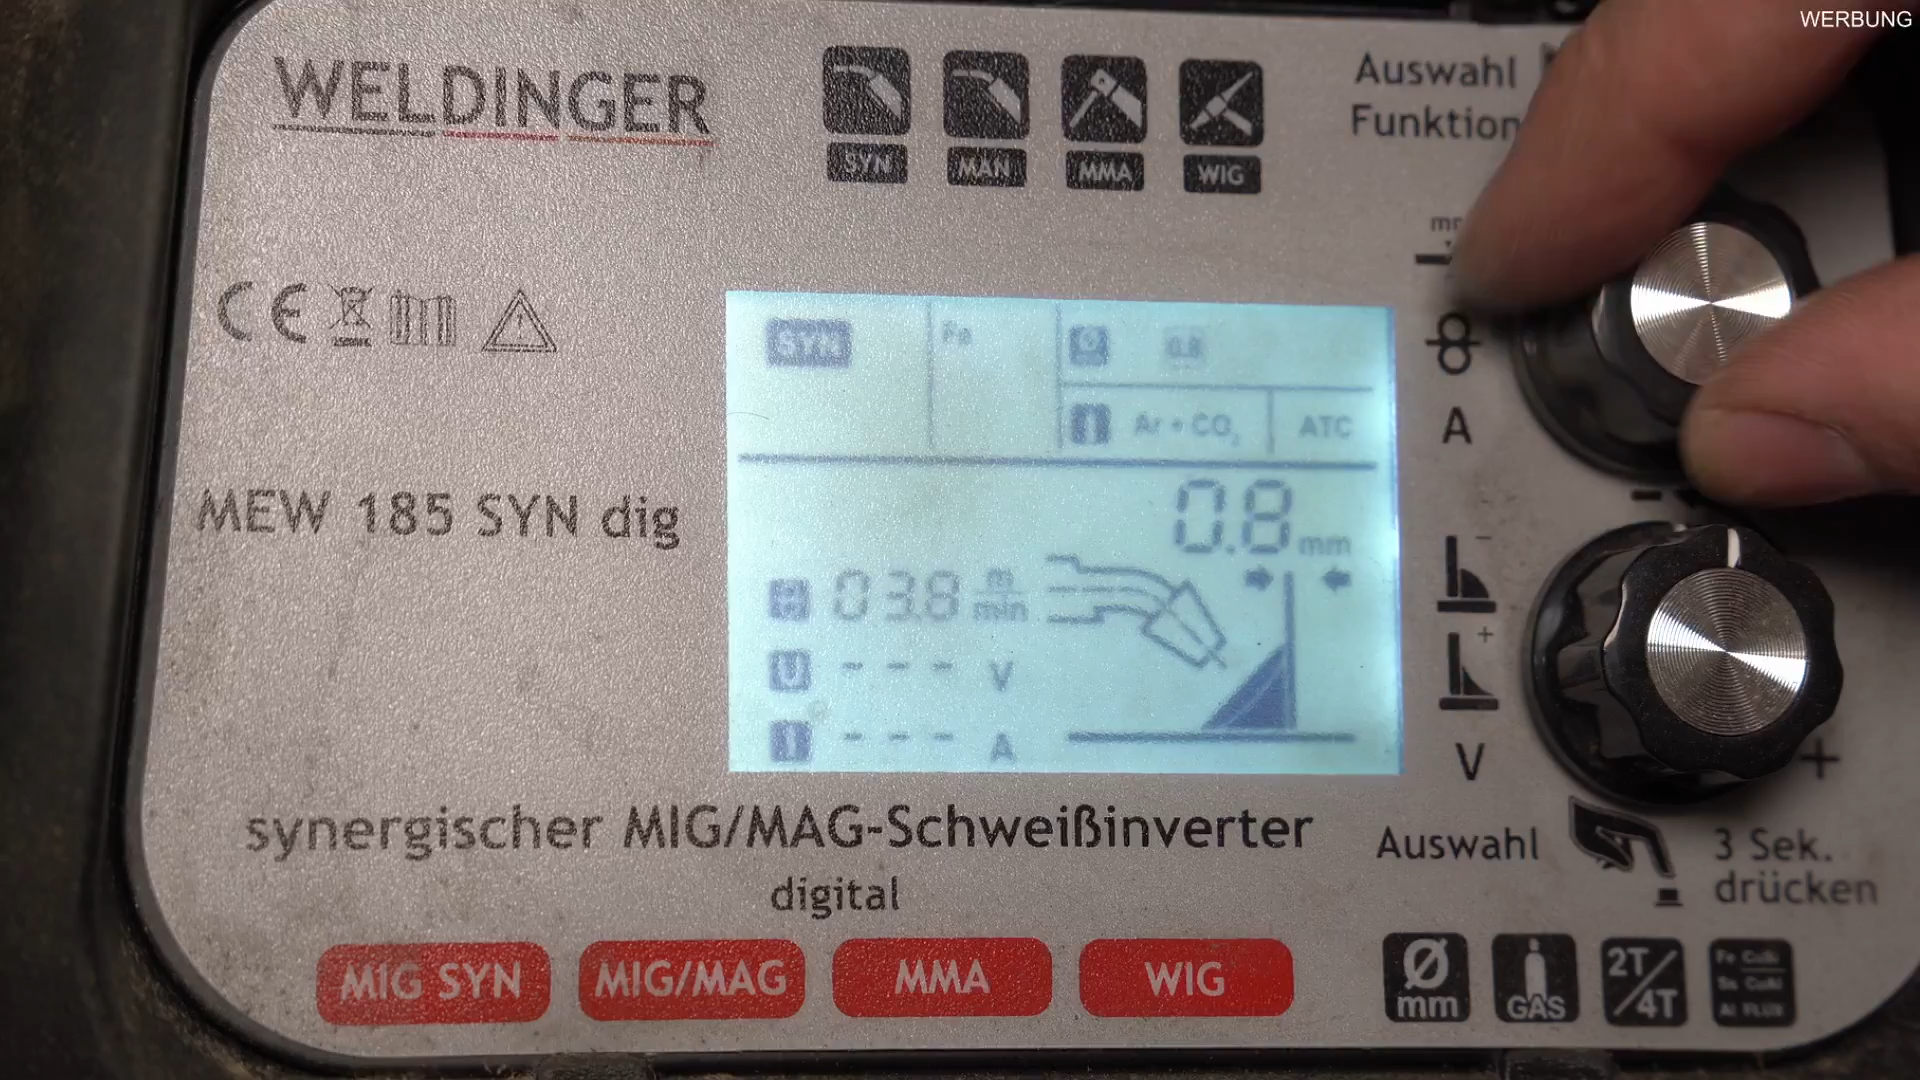 WERBUNG
WELDINGER
SYN MAN MMA WIG
Auswahl
Funktion
SYN Fe Ø 0.8
Ar + CO₂ ATC
A
MEW 185 SYN dig
0.8 mm
03.8 m/min
U - - - V
I - - - A
V
- +
synergischer MIG/MAG-Schweißinverter
digital
Auswahl
3 Sek.
drücken
MIG SYN MIG/MAG MMA WIG
Ø mm GAS 2T/4T